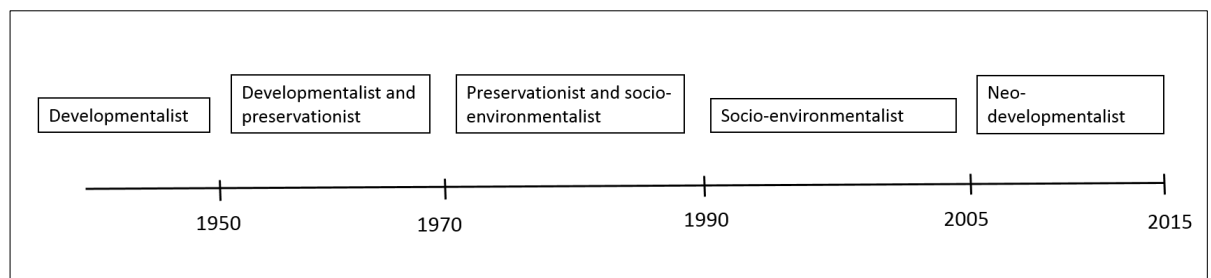 Developmentalist
Developmentalist and
preservationist
Preservationist and socio-
environmentalist
Socio-environmentalist
Neo-
developmentalist
1950
1970
1990
2005
2015